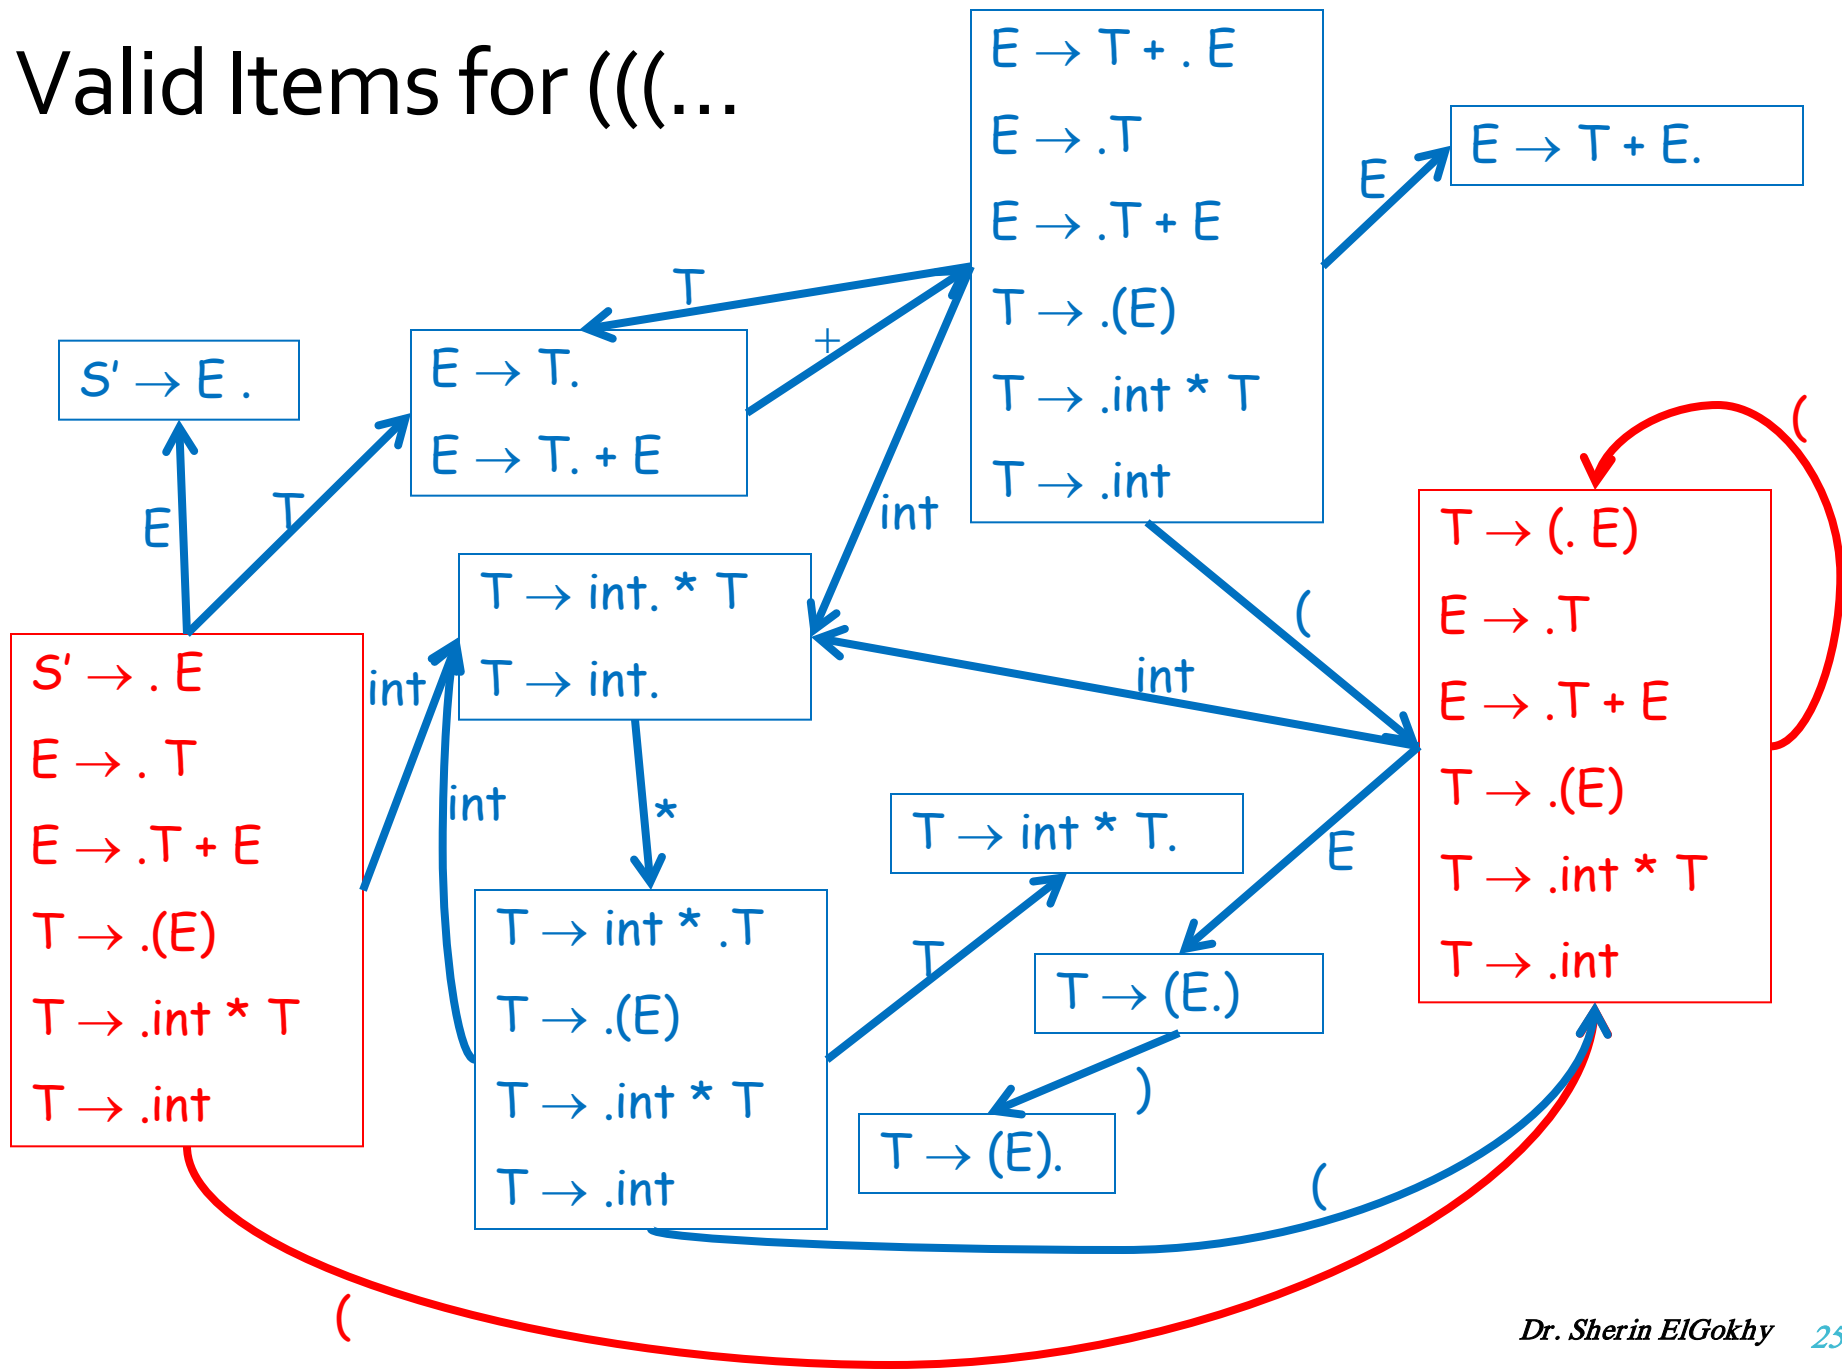 Valid Items for (((…
E → T + . E
E → .T
E → .T + E
T → .(E)
T → .int * T
T → .int
E → T + E.
E
T
+
int
(
S' → E .
E
T
E → T.
E → T. + E
T → int. * T
T → int.
int
int
*
int
(
S' → . E
E → . T
E → .T + E
T → .(E)
T → .int * T
T → .int
(
T → int * .T
T → .(E)
T → .int * T
T → .int
T
(
T → int * T.
E
T → (E.)
)
T → (E).
T → (. E)
E → .T
E → .T + E
T → .(E)
T → .int * T
T → .int
Dr. Sherin ElGokhy
25